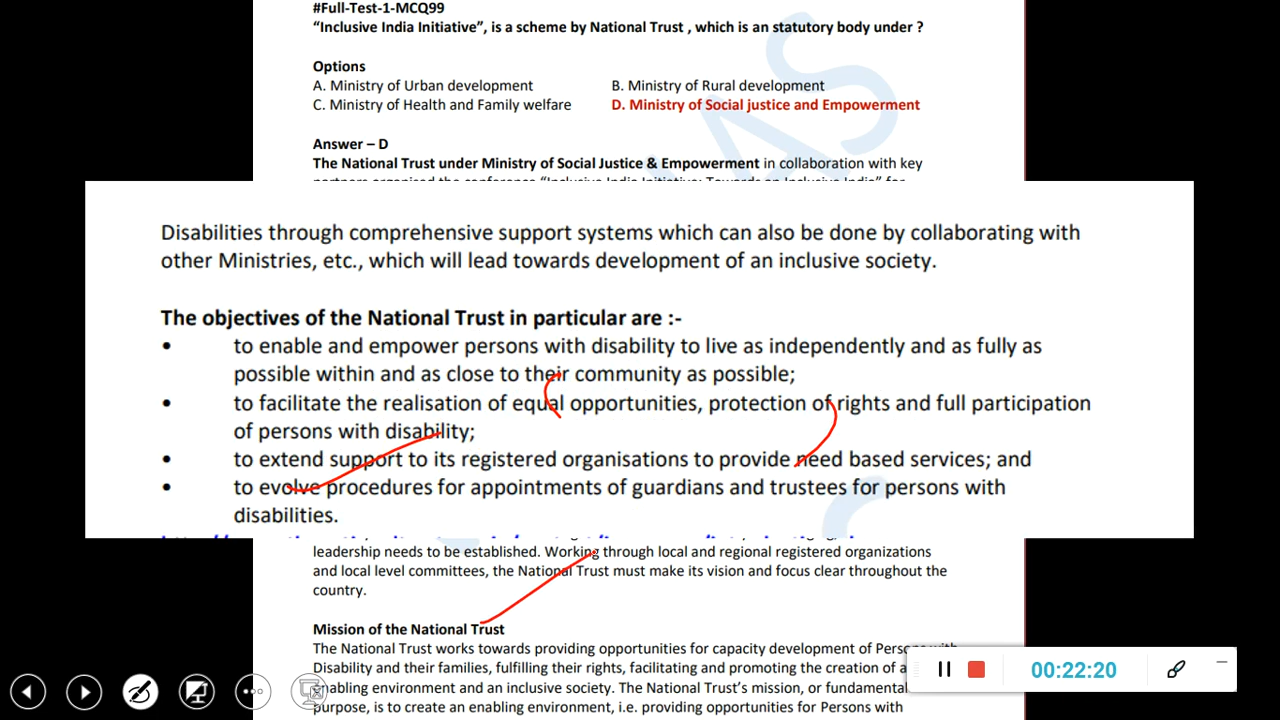 #Full-Test-1-MCQ99
“Inclusive India Initiative”, is a scheme by National Trust , which is an statutory body under ?
Options
A. Ministry of Urban development
B. Ministry of Rural development
C. Ministry of Health and Family welfare
D. Ministry of Social justice and Empowerment
Answer – D
The National Trust under Ministry of Social Justice & Empowerment in collaboration with key
Disabilities through comprehensive support systems which can also be done by collaborating with
other Ministries, etc., which will lead towards development of an inclusive society.
The objectives of the National Trust in particular are :-
• to enable and empower persons with disability to live as independently and as fully as
possible within and as close to their community as possible;
• to facilitate the realisation of equal opportunities, protection of rights and full participation
of persons with disability;
• to extend support to its registered organisations to provide need based services; and
• to evolve procedures for appointments of guardians and trustees for persons with
disabilities.
leadership needs to be established. Working through local and regional registered organizations
and local level committees, the National Trust must make its vision and focus clear throughout the
country.
Mission of the National Trust
The National Trust works towards providing opportunities for capacity development of Persons with
Disability and their families, fulfilling their rights, facilitating and promoting the creation of
enabling environment and an inclusive society. The National Trust’s mission, or fundamental
purpose, is to create an enabling environment, i.e. providing opportunities for Persons with
00:22:20